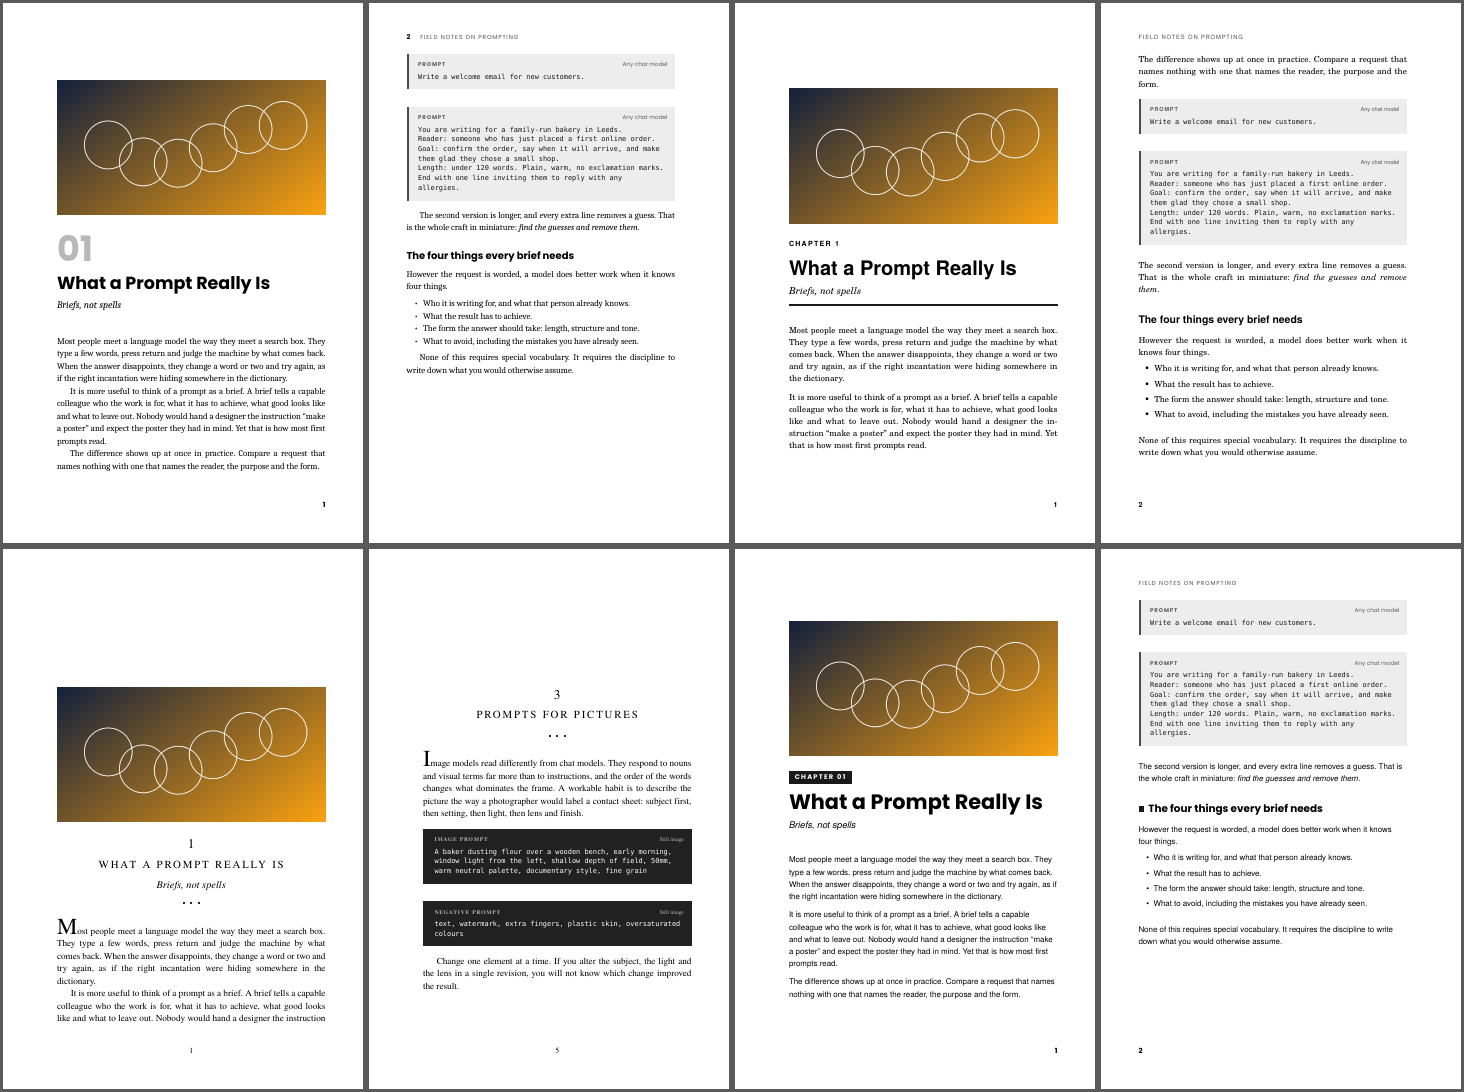 01
What a Prompt Really Is
Briefs, not spells
Most people meet a language model the way they meet a search box. They
type a few words, press return and judge the machine by what comes back.
When the answer disappoints, they change a word or two and try again, as
if the right incantation were hiding somewhere in the dictionary.
It is more useful to think of a prompt as a brief. A brief tells a capable
colleague who the work is for, what it has to achieve, what good looks like
and what to leave out. Nobody would hand a designer the instruction “make
a poster” and expect the poster they had in mind. Yet that is how most first
prompts read.
The difference shows up at once in practice. Compare a request that
names nothing with one that names the reader, the purpose and the form.
1
2 FIELD NOTES ON PROMPTING
PROMPT Any chat model
Write a welcome email for new customers.
PROMPT Any chat model
You are writing for a family-run bakery in Leeds.
Reader: someone who has just placed a first online order.
Goal: confirm the order, say when it will arrive, and make
them glad they chose a small shop.
Length: under 120 words. Plain, warm, no exclamation marks.
End with one line inviting them to reply with any
allergies.
The second version is longer, and every extra line removes a guess. That
is the whole craft in miniature: find the guesses and remove them.
The four things every brief needs
However the request is worded, a model does better work when it knows
four things.
• Who it is writing for, and what that person already knows.
• What the result has to achieve.
• The form the answer should take: length, structure and tone.
• What to avoid, including the mistakes you have already seen.
None of this requires special vocabulary. It requires the discipline to
write down what you would otherwise assume.
CHAPTER 1
What a Prompt Really Is
Briefs, not spells
Most people meet a language model the way they meet a search box.
They type a few words, press return and judge the machine by what
comes back. When the answer disappoints, they change a word or two
and try again, as if the right incantation were hiding somewhere in
the dictionary.
It is more useful to think of a prompt as a brief. A brief tells a capable
colleague who the work is for, what it has to achieve, what good looks
like and what to leave out. Nobody would hand a designer the in-
struction “make a poster” and expect the poster they had in mind. Yet
that is how most first prompts read.
1
FIELD NOTES ON PROMPTING
The difference shows up at once in practice. Compare a request that
names nothing with one that names the reader, the purpose and the
form.
PROMPT Any chat model
Write a welcome email for new customers.
PROMPT Any chat model
You are writing for a family-run bakery in Leeds.
Reader: someone who has just placed a first online order.
Goal: confirm the order, say when it will arrive, and make
them glad they chose a small shop.
Length: under 120 words. Plain, warm, no exclamation marks.
End with one line inviting them to reply with any
allergies.
The second version is longer, and every extra line removes a guess.
That is the whole craft in miniature: find the guesses and remove
them.
The four things every brief needs
However the request is worded, a model does better work when it
knows four things.
• Who it is writing for, and what that person already knows.
• What the result has to achieve.
• The form the answer should take: length, structure and tone.
• What to avoid, including the mistakes you have already seen.
None of this requires special vocabulary. It requires the discipline to
write down what you would otherwise assume.
2
1
WHAT A PROMPT REALLY IS
Briefs, not spells
• • •
Most people meet a language model the way they meet a search box.
They type a few words, press return and judge the machine by what
comes back. When the answer disappoints, they change a word or two and
try again, as if the right incantation were hiding somewhere in the
dictionary.
It is more useful to think of a prompt as a brief. A brief tells a capable
colleague who the work is for, what it has to achieve, what good looks
like and what to leave out. Nobody would hand a designer the instruction
1
3
PROMPTS FOR PICTURES
• • •
Image models read differently from chat models. They respond to nouns
and visual terms far more than to instructions, and the order of the words
changes what dominates the frame. A workable habit is to describe the
picture the way a photographer would label a contact sheet: subject first,
then setting, then light, then lens and finish.
IMAGE PROMPT Still image
A baker dusting flour over a wooden bench, early morning,
window light from the left, shallow depth of field, 50mm,
warm neutral palette, documentary style, fine grain
NEGATIVE PROMPT Still image
text, watermark, extra fingers, plastic skin, oversaturated
colours
Change one element at a time. If you alter the subject, the light and
the lens in a single revision, you will not know which change improved
the result.
5
CHAPTER 01
What a Prompt Really Is
Briefs, not spells
Most people meet a language model the way they meet a search box. They
type a few words, press return and judge the machine by what comes back.
When the answer disappoints, they change a word or two and try again, as if
the right incantation were hiding somewhere in the dictionary.
It is more useful to think of a prompt as a brief. A brief tells a capable
colleague who the work is for, what it has to achieve, what good looks like
and what to leave out. Nobody would hand a designer the instruction “make
a poster” and expect the poster they had in mind. Yet that is how most first
prompts read.
The difference shows up at once in practice. Compare a request that names
nothing with one that names the reader, the purpose and the form.
1
FIELD NOTES ON PROMPTING
PROMPT Any chat model
Write a welcome email for new customers.
PROMPT Any chat model
You are writing for a family-run bakery in Leeds.
Reader: someone who has just placed a first online order.
Goal: confirm the order, say when it will arrive, and make
them glad they chose a small shop.
Length: under 120 words. Plain, warm, no exclamation marks.
End with one line inviting them to reply with any
allergies.
The second version is longer, and every extra line removes a guess. That is
the whole craft in miniature: find the guesses and remove them.
The four things every brief needs
However the request is worded, a model does better work when it knows
four things.
• Who it is writing for, and what that person already knows.
• What the result has to achieve.
• The form the answer should take: length, structure and tone.
• What to avoid, including the mistakes you have already seen.
None of this requires special vocabulary. It requires the discipline to write
down what you would otherwise assume.
2